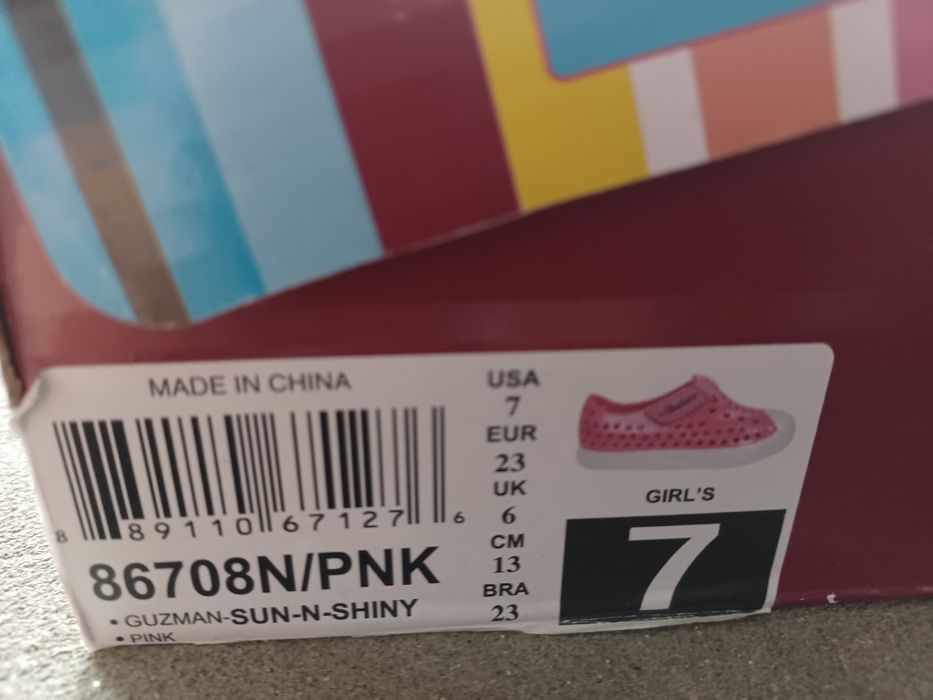 MADE IN CHINA
8 89110 67127 6
86708N/PNK
• GUZMAN-SUN-N-SHINY
• PINK
USA
7
EUR
23
UK
6
CM
13
BRA
23
GIRL'S
7